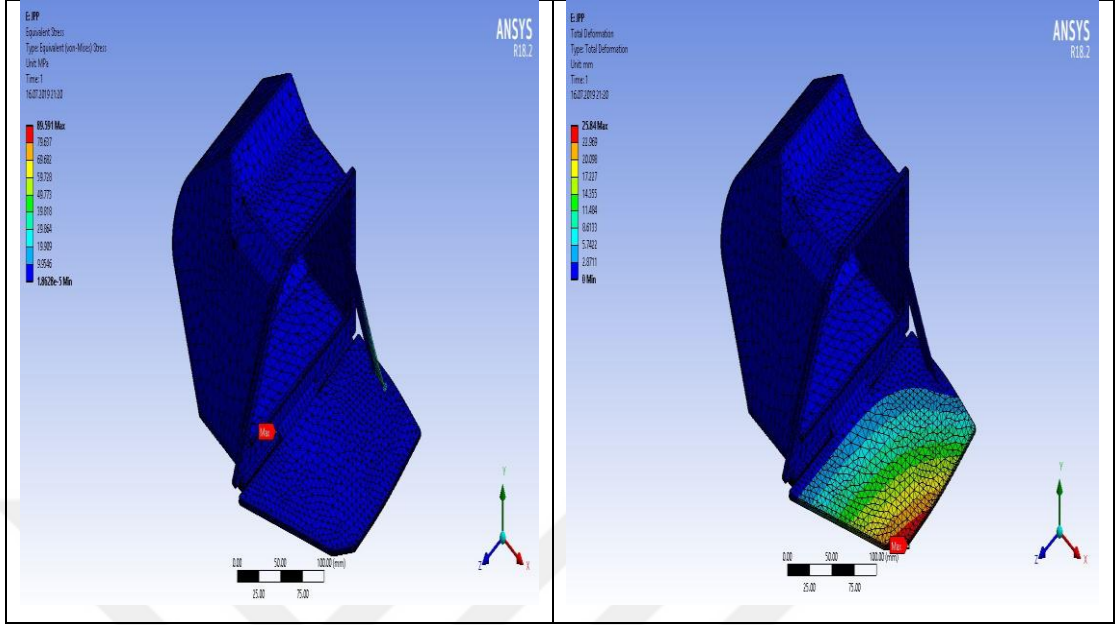 E: JPP
Equivalent Stress
Type: Equivalent (von-Mises) Stress
Unit: MPa
Time: 1
16.07.2019 21:20
89.591 Max
79.637
69.682
59.728
49.773
39.818
29.864
19.909
9.9546
1.8628e-5 Min
ANSYS
R18.2
Max
0.00
50.00
100.00 (mm)
25.00
75.00
Y
Z
X
E: JPP
Total Deformation
Type: Total Deformation
Unit: mm
Time: 1
16.07.2019 21:20
25.84 Max
22.969
20.098
17.227
14.355
11.484
8.6133
5.7422
2.8711
0 Min
ANSYS
R18.2
Max
0.00
50.00
100.00 (mm)
25.00
75.00
Y
Z
X